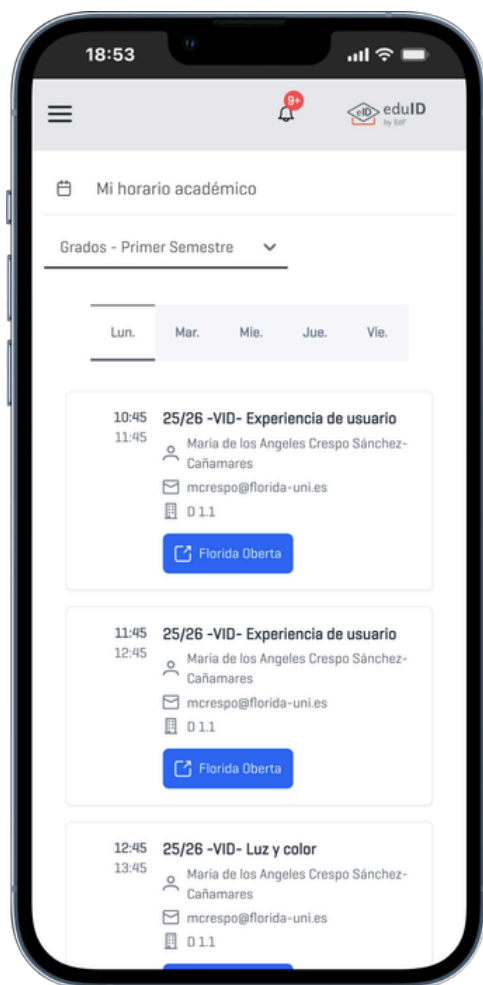 18:53
9+
eID eduID
by EdF
Mi horario académico
Grados - Primer Semestre
Lun. Mar. Mie. Jue. Vie.
10:45 25/26 -VID- Experiencia de usuario
11:45 Maria de los Angeles Crespo Sánchez-
Cañamares
mcrespo@florida-uni.es
D 1.1
Florida Oberta
11:45 25/26 -VID- Experiencia de usuario
12:45 Maria de los Angeles Crespo Sánchez-
Cañamares
mcrespo@florida-uni.es
D 1.1
Florida Oberta
12:45 25/26 -VID- Luz y color
13:45 Maria de los Angeles Crespo Sánchez-
Cañamares
mcrespo@florida-uni.es
D 1.1